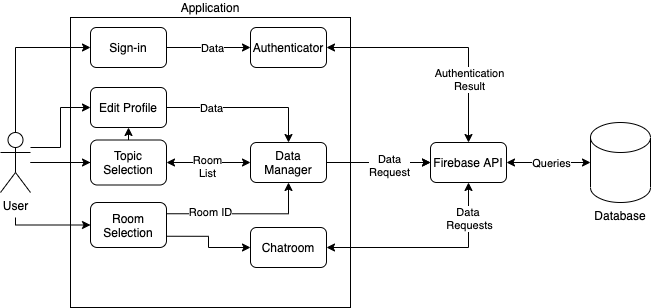 Application
Sign-in
Data
Authenticator
Authentication
Result
Edit Profile
Data
Topic
Selection
Room
List
Data
Manager
Data
Request
Firebase API
Queries
Database
User
Room
Selection
Room ID
Chatroom
Data
Requests